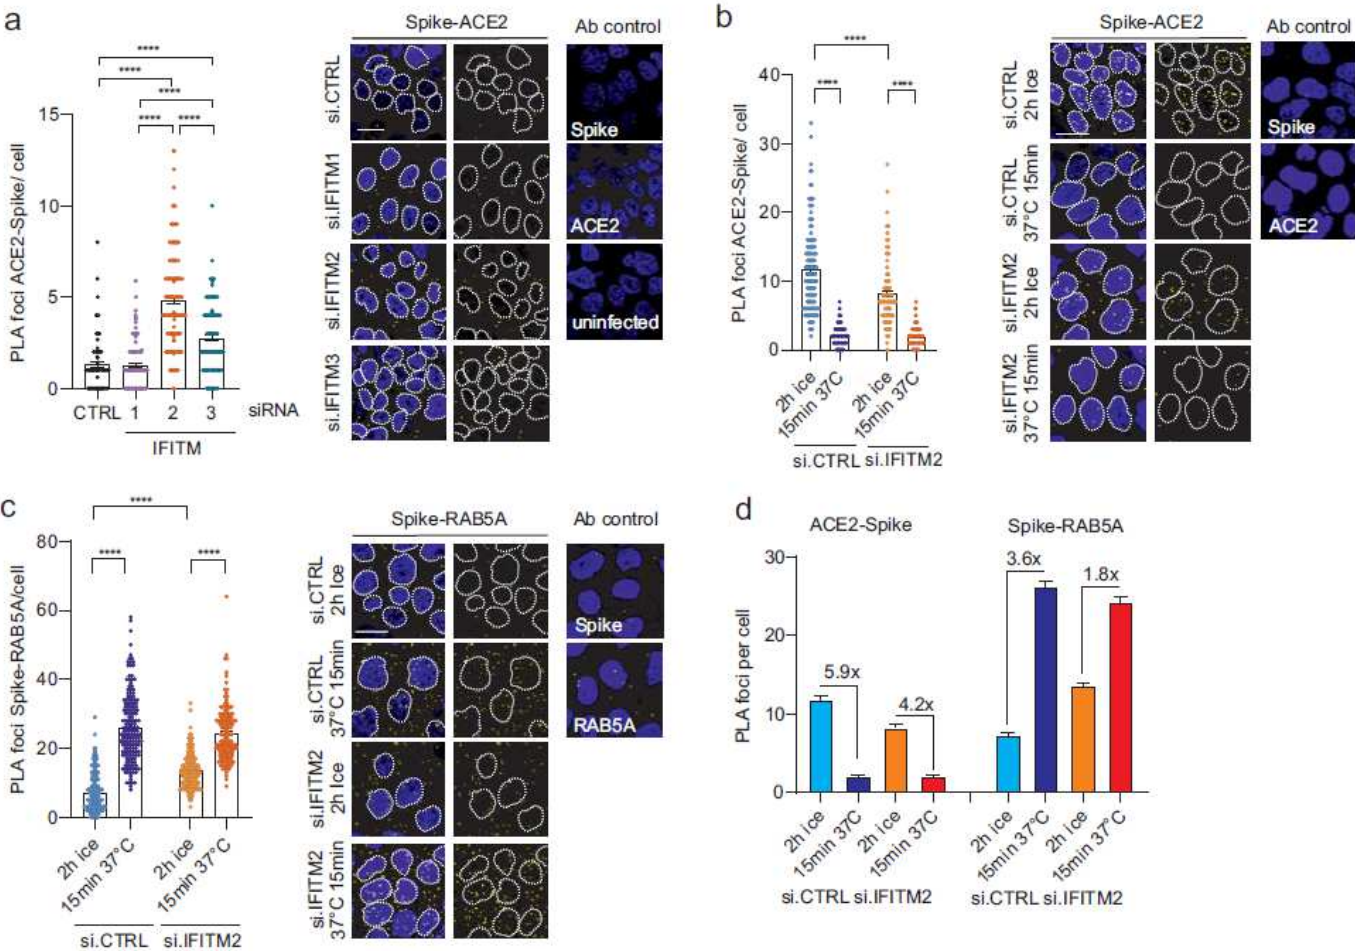 a
Spike-ACE2
Ab control
****
****
****
****
****
PLA foci ACE2-Spike/ cell
15
10
5
0
CTRL 1 2 3 siRNA
IFITM
si.CTRL
si.IFITM1
si.IFITM2
si.IFITM3
Spike
ACE2
uninfected
b
Spike-ACE2
Ab control
****
****
****
PLA foci ACE2-Spike/ cell
40
30
20
10
0
2h ice
15min 37C
2h ice
15min 37C
si.CTRL si.IFITM2
si.CTRL
2h Ice
si.CTRL
37°C 15min
si.IFITM2
2h Ice
si.IFITM2
37°C 15min
Spike
ACE2
c
Spike-RAB5A
Ab control
****
****
****
PLA foci Spike-RAB5A/cell
80
60
40
20
0
2h ice
15min 37°C
2h ice
15min 37°C
si.CTRL si.IFITM2
si.CTRL
2h Ice
si.CTRL
37°C 15min
si.IFITM2
2h Ice
si.IFITM2
37°C 15min
Spike
RAB5A
d
ACE2-Spike
Spike-RAB5A
PLA foci per cell
30
20
10
0
5.9x
4.2x
3.6x
1.8x
2h ice
15min 37C
2h ice
15min 37C
2h ice
15min 37°C
2h ice
15min 37°C
si.CTRL si.IFITM2
si.CTRL si.IFITM2